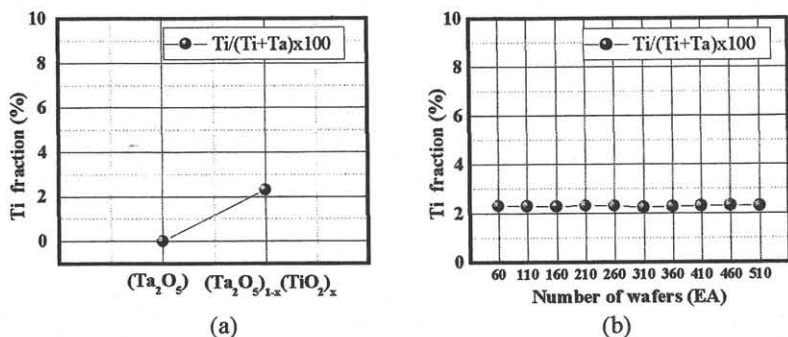 10
8
6
4
2
0
Ti fraction (%)
Ti/(Ti+Ta)x100
(Ta2O5) (Ta2O5)1-x(TiO2)x
(a)
10
8
6
4
2
0
Ti fraction (%)
Ti/(Ti+Ta)x100
60 110 160 210 260 310 360 410 460 510
Number of wafers (EA)
(b)